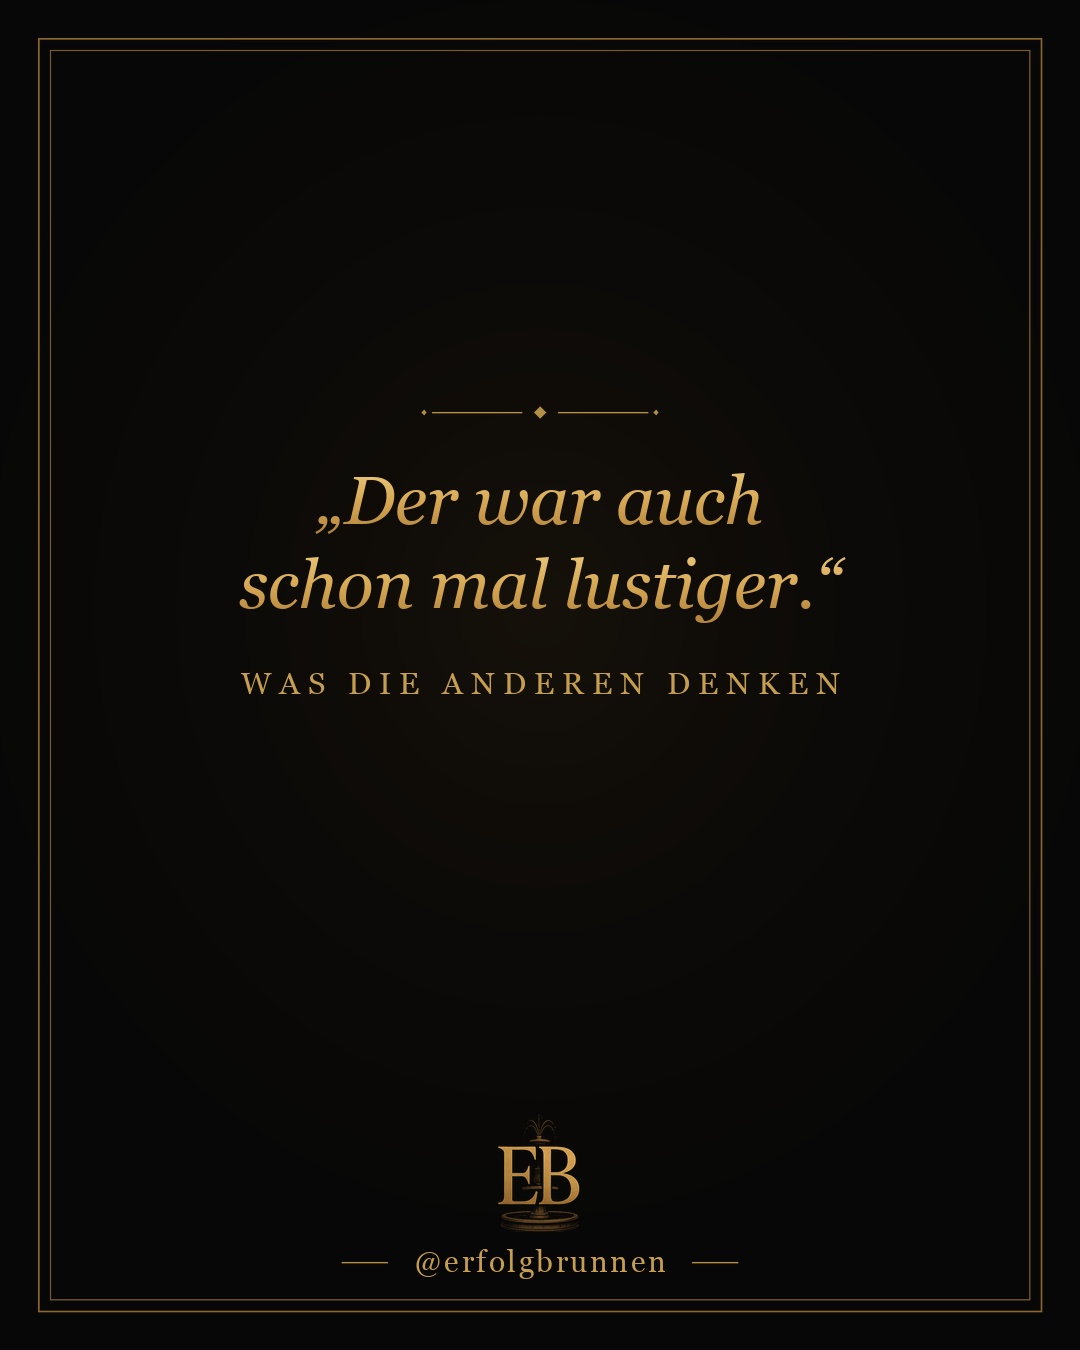 „Der war auch
schon mal lustiger.“
WAS DIE ANDEREN DENKEN
EB
@erfolgbrunnen